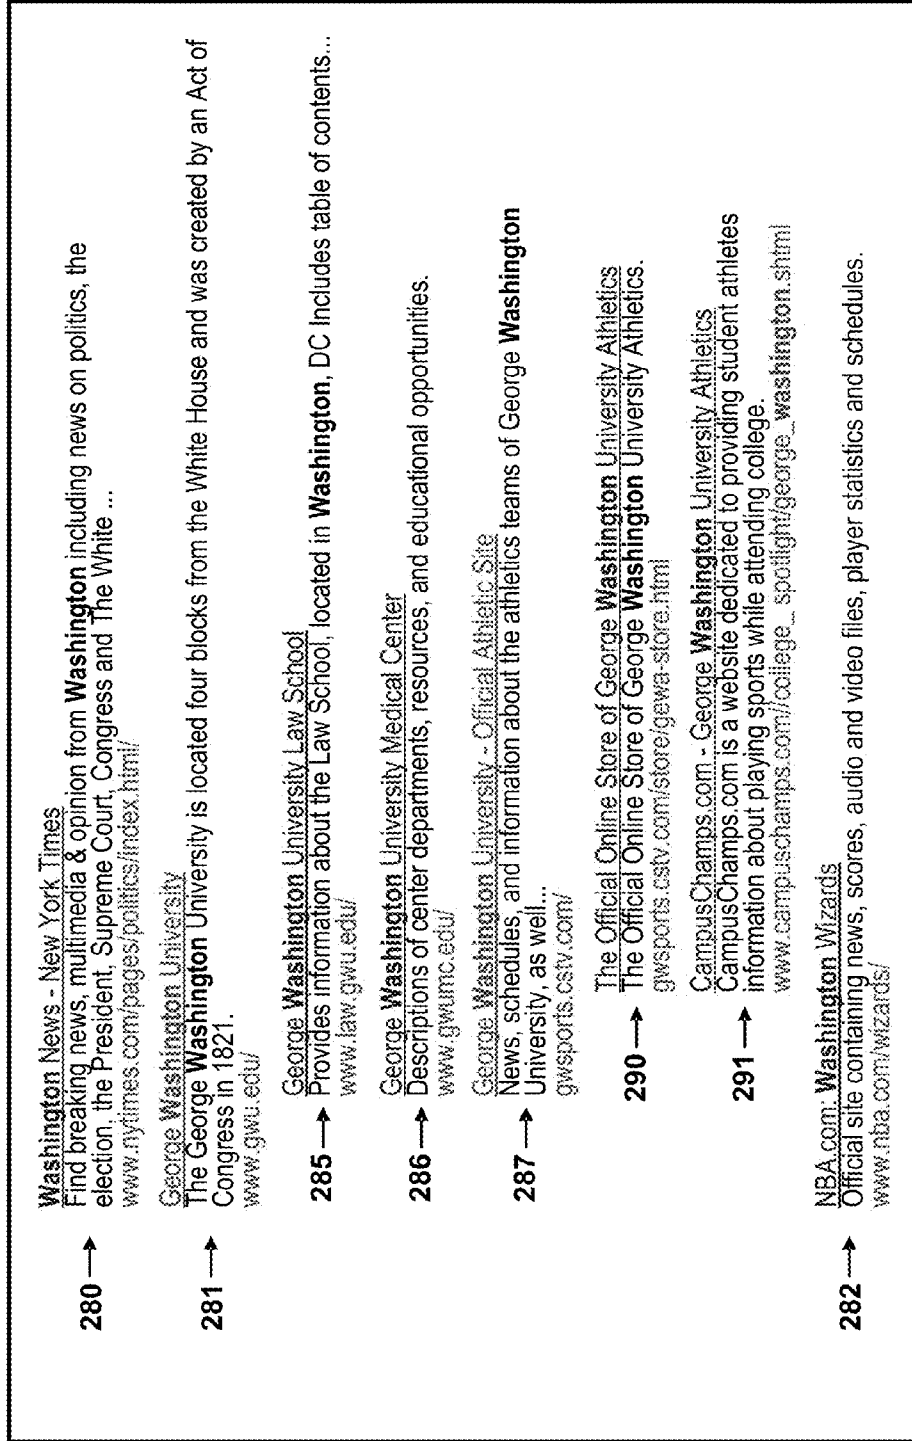 Washington News - New York Times
Find breaking news, multimedia & opinion from Washington including news on politics, the
election, the President, Supreme Court, Congress and The White ...
www.nytimes.com/pages/politics/index.html/
280
George Washington University
The George Washington University is located four blocks from the White House and was created by an Act of
Congress in 1821.
www.gwu.edu/
281
George Washington University Law School
Provides information about the Law School, located in Washington, DC Includes table of contents...
www.law.gwu.edu/
285
George Washington University Medical Center
Descriptions of center departments, resources, and educational opportunities.
www.gwumc.edu/
286
George Washington University - Official Athletic Site
News, schedules, and information about the athletics teams of George Washington
University, as well...
gwsports.cstv.com/
287
The Official Online Store of George Washington University Athletics
The Official Online Store of George Washington University Athletics.
gwsports.cstv.com/store/gewa-store.html
290
CampusChamps.com - George Washington University Athletics
CampusChamps.com is a website dedicated to providing student athletes
information about playing sports while attending college.
www.campuschamps.com//college_ spotlight/george_washington.shtml
291
NBA.com: Washington Wizards
Official site containing news, scores, audio and video files, player statistics and schedules.
www.nba.com/wizards/
282